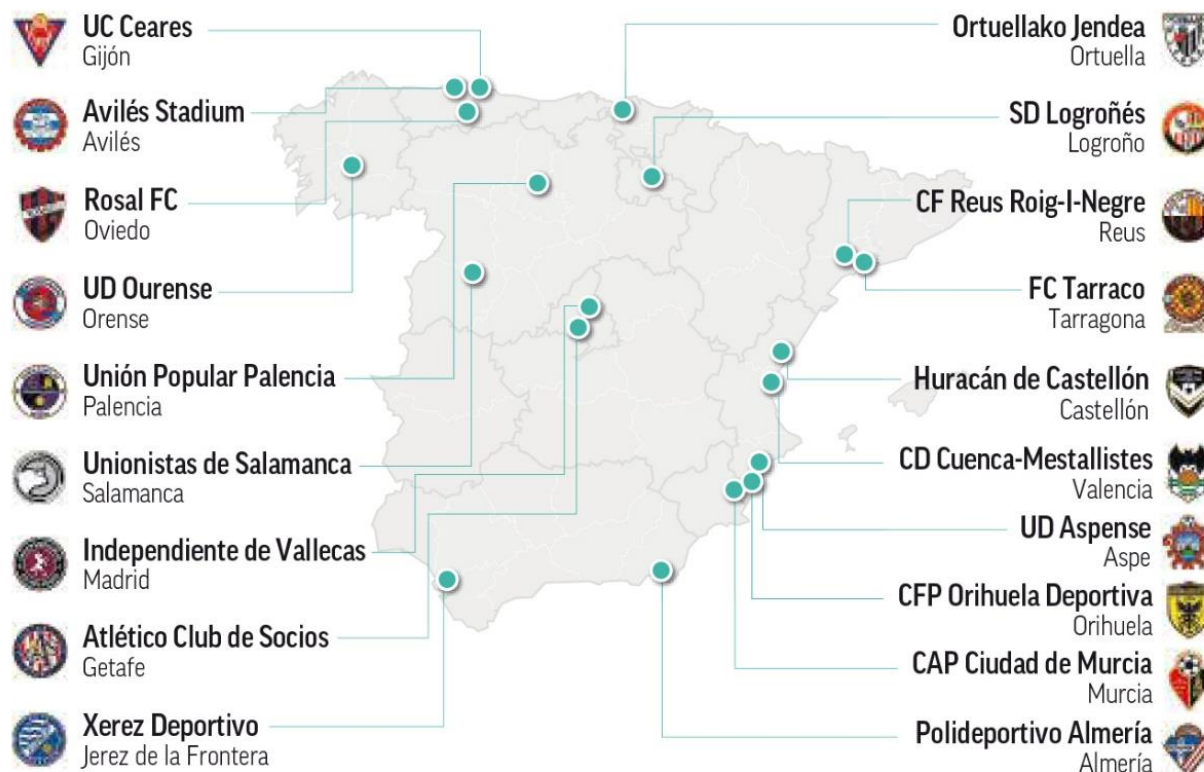 UC Ceares
Gijón
Avilés Stadium
Avilés
Rosal FC
Oviedo
UD Ourense
Orense
Unión Popular Palencia
Palencia
Unionistas de Salamanca
Salamanca
Independiente de Vallecas
Madrid
Atlético Club de Socios
Getafe
Xerez Deportivo
Jerez de la Frontera
Ortuellako Jendea
Ortuella
SD Logroñés
Logroño
CF Reus Roig-I-Negre
Reus
FC Tarraco
Tarragona
Huracán de Castellón
Castellón
CD Cuenca-Mestallistes
Valencia
UD Aspense
Aspe
CFP Orihuela Deportiva
Orihuela
CAP Ciudad de Murcia
Murcia
Polideportivo Almería
Almería